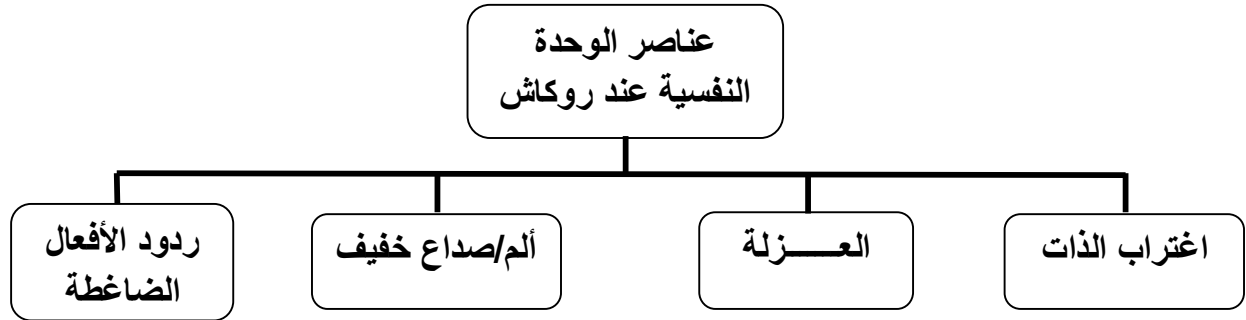 عناصر الوحدة
النفسية عند روكاش
اغتراب الذات
العـــــزلة
ألم/صداع خفيف
ردود الأفعال
الضاغطة